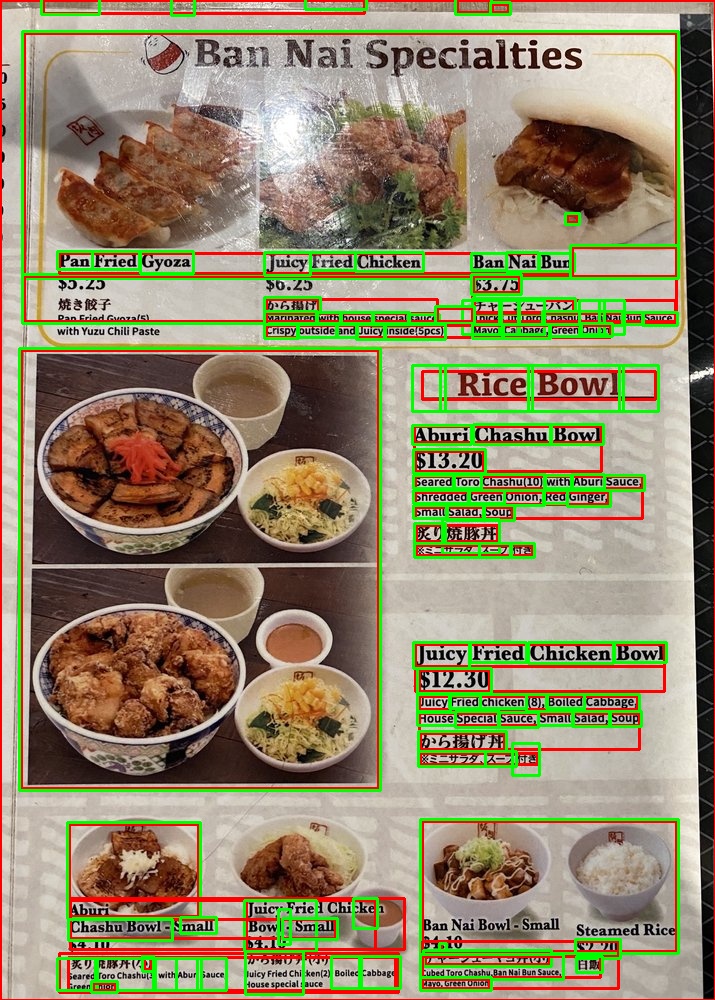 Ban Nai Specialties
Pan Fried Gyoza
$5.25
焼き餃子
Pan Fried Gyoza(5)
with Yuzu Chili Paste
Juicy Fried Chicken
$6.25
から揚げ
Marinated with house special sauce
Crispy outside and Juicy inside(5pcs)
Ban Nai Bun
$3.75
チャーシューバン
Thick Cut Toro Chashu, Ban Nai Bun Sauce,
Mayo, Cabbage, Green Onion
Rice Bowl
Aburi Chashu Bowl
$13.20
Seared Toro Chashu(10) with Aburi Sauce,
Shredded Green Onion, Red Ginger,
Small Salad, Soup
炙り焼豚丼
※ミニサラダ、スープ付き
Juicy Fried Chicken Bowl
$12.30
Juicy Fried chicken (8), Boiled Cabbage,
House Special Sauce, Small Salad, Soup
から揚げ丼
※ミニサラダ、スープ付き
Aburi
Chashu Bowl - Small
$4.10
炙り焼豚丼(小)
Seared Toro Chashu(3) with Aburi Sauce
Green Onion
Juicy Fried Chicken
Bowl - Small
から揚げ丼(小)
Juicy Fried Chicken(2) Boiled Cabbage
House special sauce
Ban Nai Bowl - Small
$4.10
チャーシューマヨ丼(小)
Cubed Toro Chashu,Ban Nai Bun Sauce,
Mayo, Green Onion
Steamed Rice
$2.20
白飯